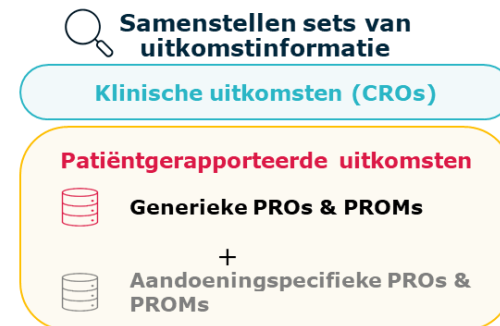 Samenstellen sets van
uitkomstinformatie
Klinische uitkomsten (CROs)
Patiëntgerapporteerde uitkomsten
Generieke PROs & PROMs
+
Aandoeningspecifieke PROs &
PROMs